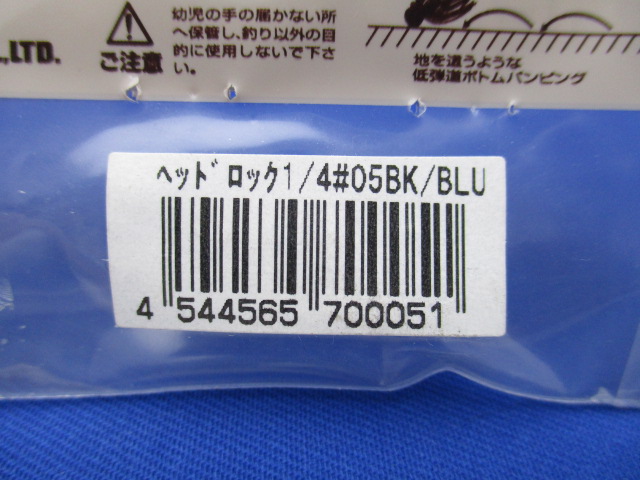 .,LTD.
ご注意
幼児の手の届かない所
へ保管し、釣り以外の目
的に使用しないで下さ
い。
地を這うような
低弾道ボトムバンピング
ヘッドロック1/4#05BK/BLU
4 544565 700051